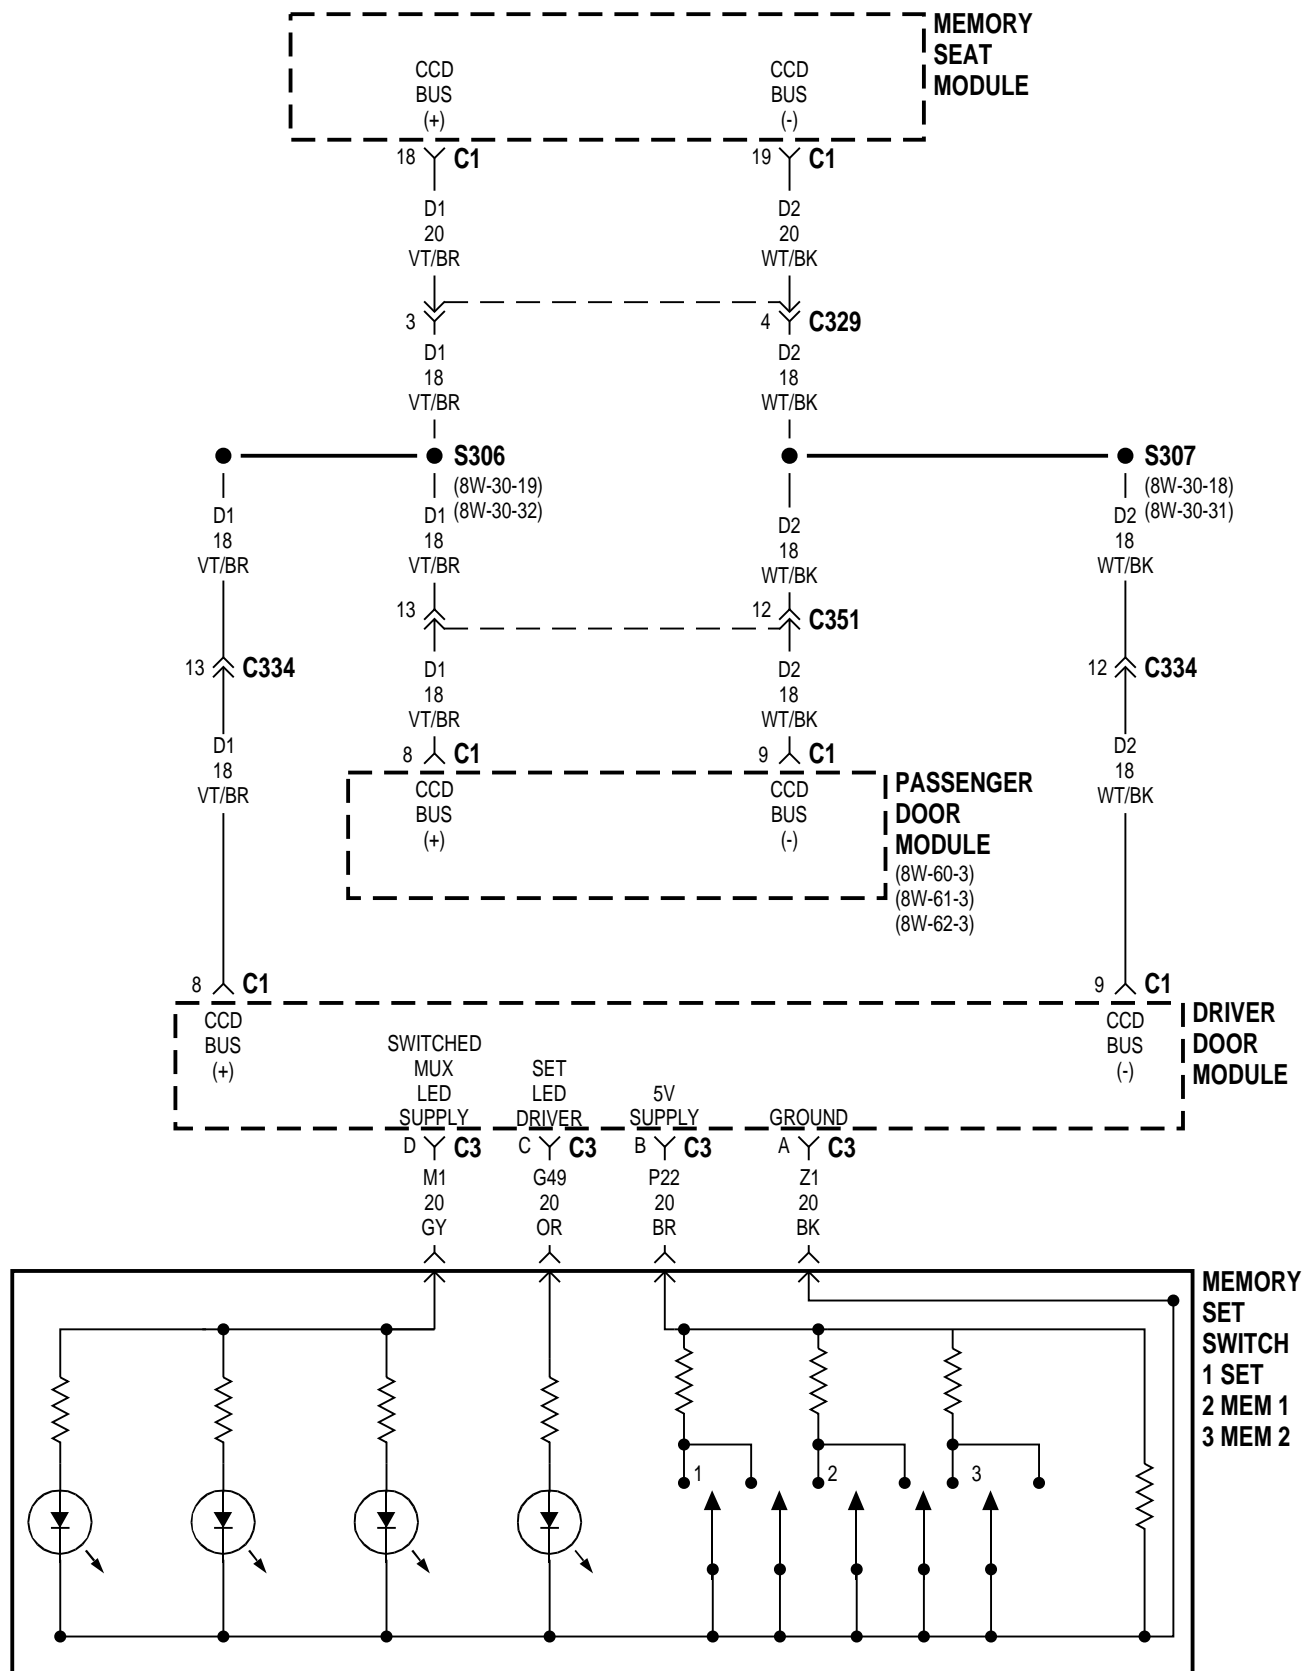 MEMORY
SEAT
MODULE
CCD
BUS
(+)
CCD
BUS
(-)
18 C1
19 C1
D1
20
VT/BR
D2
20
WT/BK
3
4 C329
D1
18
VT/BR
D2
18
WT/BK
S306
(8W-30-19)
(8W-30-32)
S307
(8W-30-18)
(8W-30-31)
D1
18
VT/BR
D1
18
VT/BR
D2
18
WT/BK
D2
18
WT/BK
13
12 C351
13 C334
12 C334
D1
18
VT/BR
D2
18
WT/BK
D1
18
VT/BR
D2
18
WT/BK
8 C1
9 C1
CCD
BUS
(+)
CCD
BUS
(-)
PASSENGER
DOOR
MODULE
(8W-60-3)
(8W-61-3)
(8W-62-3)
8 C1
9 C1
CCD
BUS
(+)
SWITCHED
MUX
LED
SUPPLY
SET
LED
DRIVER
5V
SUPPLY
GROUND
CCD
BUS
(-)
DRIVER
DOOR
MODULE
D C3
C C3
B C3
A C3
M1
20
GY
G49
20
OR
P22
20
BR
Z1
20
BK
MEMORY
SET
SWITCH
1 SET
2 MEM 1
3 MEM 2
1
2
3